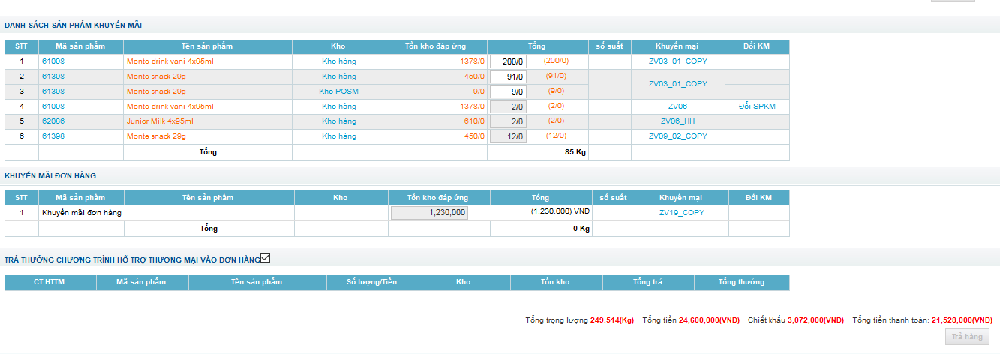 DANH SÁCH SẢN PHẨM KHUYẾN MÃI
STT Mã sản phẩm Tên sản phẩm Kho Tồn kho đáp ứng Tổng số suất Khuyến mại Đổi KM
1 61098 Monte drink vani 4x95ml Kho hàng 1378/0 200/0 (200/0) ZV03_01_COPY
2 61398 Monte snack 29g Kho hàng 450/0 91/0 (91/0) ZV03_01_COPY
3 61398 Monte snack 29g Kho POSM 9/0 9/0 (9/0)
4 61098 Monte drink vani 4x95ml Kho hàng 1378/0 2/0 (2/0) ZV06 Đổi SPKM
5 62086 Junior Milk 4x95ml Kho hàng 610/0 2/0 (2/0) ZV06_HH
6 61398 Monte snack 29g Kho hàng 450/0 12/0 (12/0) ZV09_02_COPY
Tổng 85 Kg
KHUYẾN MÃI ĐƠN HÀNG
STT Mã sản phẩm Tên sản phẩm Kho Tồn kho đáp ứng Tổng số suất Khuyến mại Đổi KM
1 Khuyến mãi đơn hàng 1,230,000 (1,230,000) VNĐ ZV19_COPY
Tổng 0 Kg
TRẢ THƯỞNG CHƯƠNG TRÌNH HỖ TRỢ THƯƠNG MẠI VÀO ĐƠN HÀNG
CT HTTM Mã sản phẩm Tên sản phẩm Số lượng/Tiền Kho Tồn kho Tổng trả Tổng thưởng
Tổng trọng lượng 249.514(Kg) Tổng tiền 24,600,000(VNĐ) Chiết khấu 3,072,000(VNĐ) Tổng tiền thanh toán: 21,528,000(VNĐ)
Trả hàng